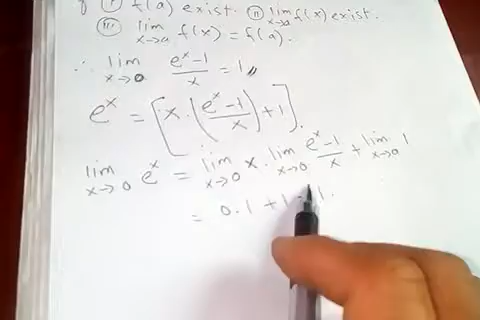 f (i) f(a) exist. (ii) lim x→a f(x) exist.
(iii) lim x→a f(x) = f(a).
∴ lim x→0 e^x-1/x = 1,,
e^x = [x.(e^x-1/x)+1].
lim x→0 e^x = lim x→0 x. lim x→0 e^x-1/x + lim x→0 1
= 0.1+1 = 1.